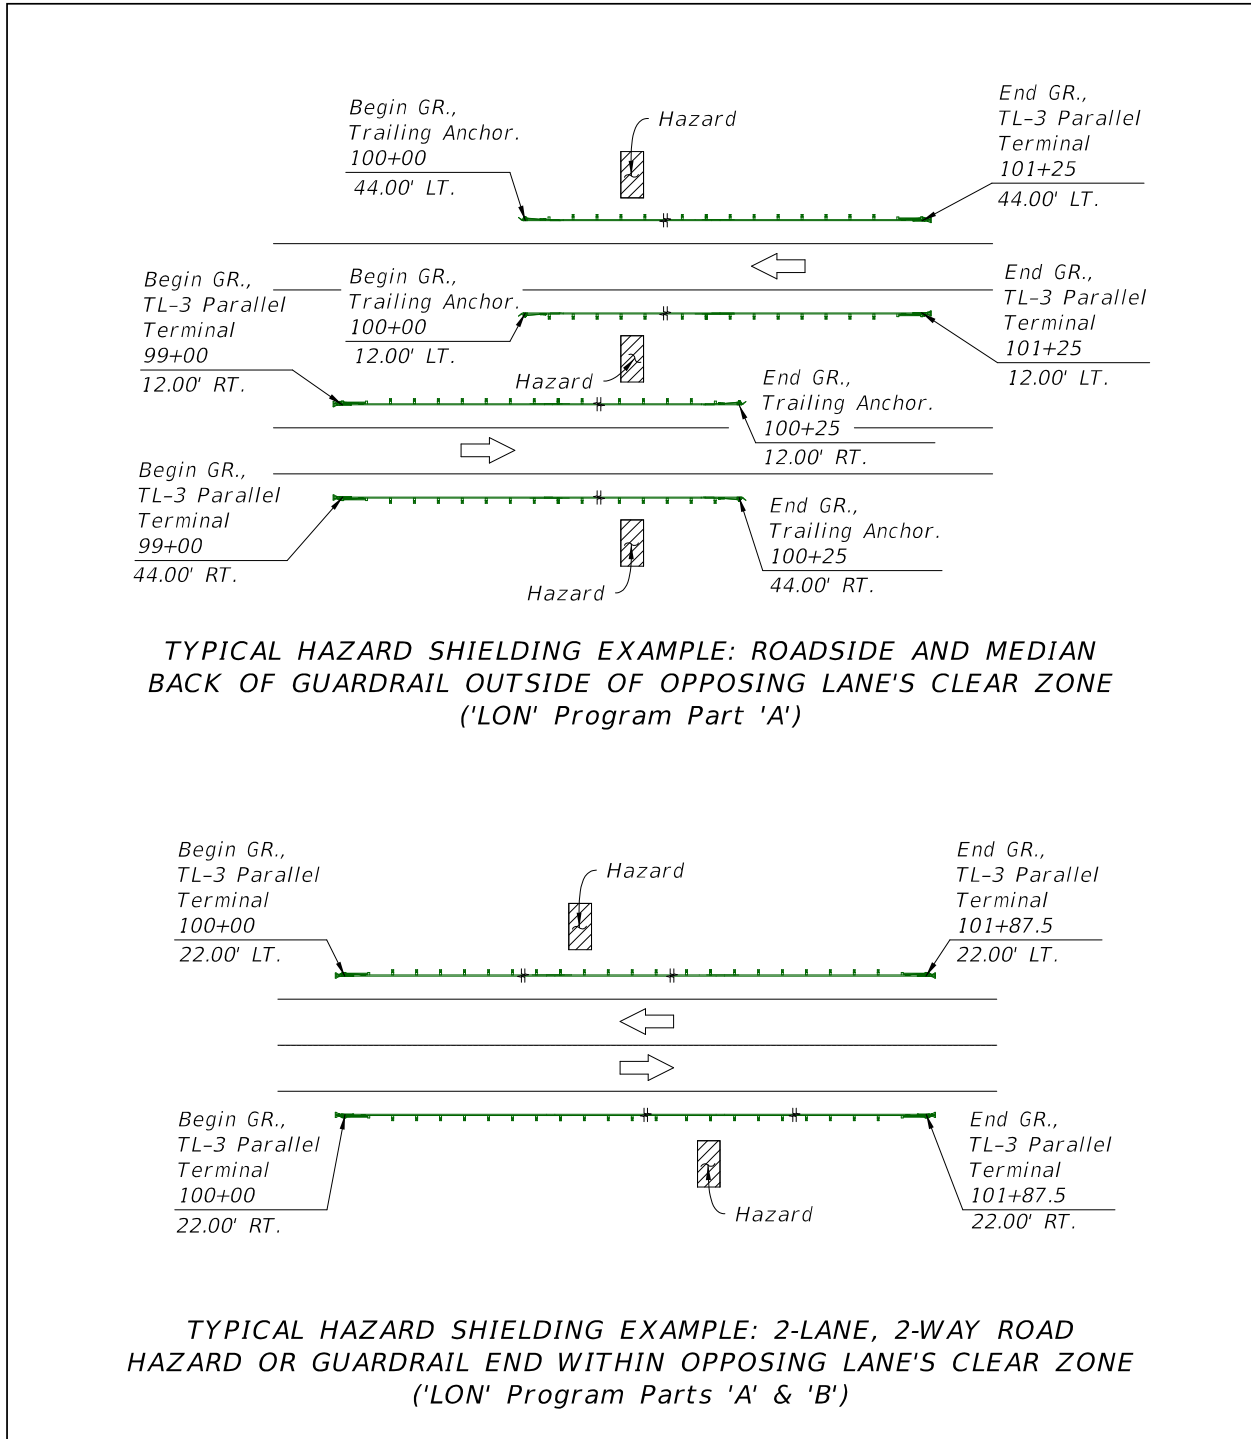 Begin GR.,
Trailing Anchor.
100+00
44.00' LT.
Hazard
End GR.,
TL-3 Parallel
Terminal
101+25
44.00' LT.
Begin GR.,
TL-3 Parallel
Terminal
99+00
12.00' RT.
Begin GR.,
Trailing Anchor.
100+00
12.00' LT.
End GR.,
TL-3 Parallel
Terminal
101+25
12.00' LT.
Hazard
End GR.,
Trailing Anchor.
100+25
12.00' RT.
Begin GR.,
TL-3 Parallel
Terminal
99+00
44.00' RT.
Hazard
End GR.,
Trailing Anchor.
100+25
44.00' RT.
TYPICAL HAZARD SHIELDING EXAMPLE: ROADSIDE AND MEDIAN
BACK OF GUARDRAIL OUTSIDE OF OPPOSING LANE'S CLEAR ZONE
('LON' Program Part 'A')
Begin GR.,
TL-3 Parallel
Terminal
100+00
22.00' LT.
Hazard
End GR.,
TL-3 Parallel
Terminal
101+87.5
22.00' LT.
Begin GR.,
TL-3 Parallel
Terminal
100+00
22.00' RT.
Hazard
End GR.,
TL-3 Parallel
Terminal
101+87.5
22.00' RT.
TYPICAL HAZARD SHIELDING EXAMPLE: 2-LANE, 2-WAY ROAD
HAZARD OR GUARDRAIL END WITHIN OPPOSING LANE'S CLEAR ZONE
('LON' Program Parts 'A' & 'B')